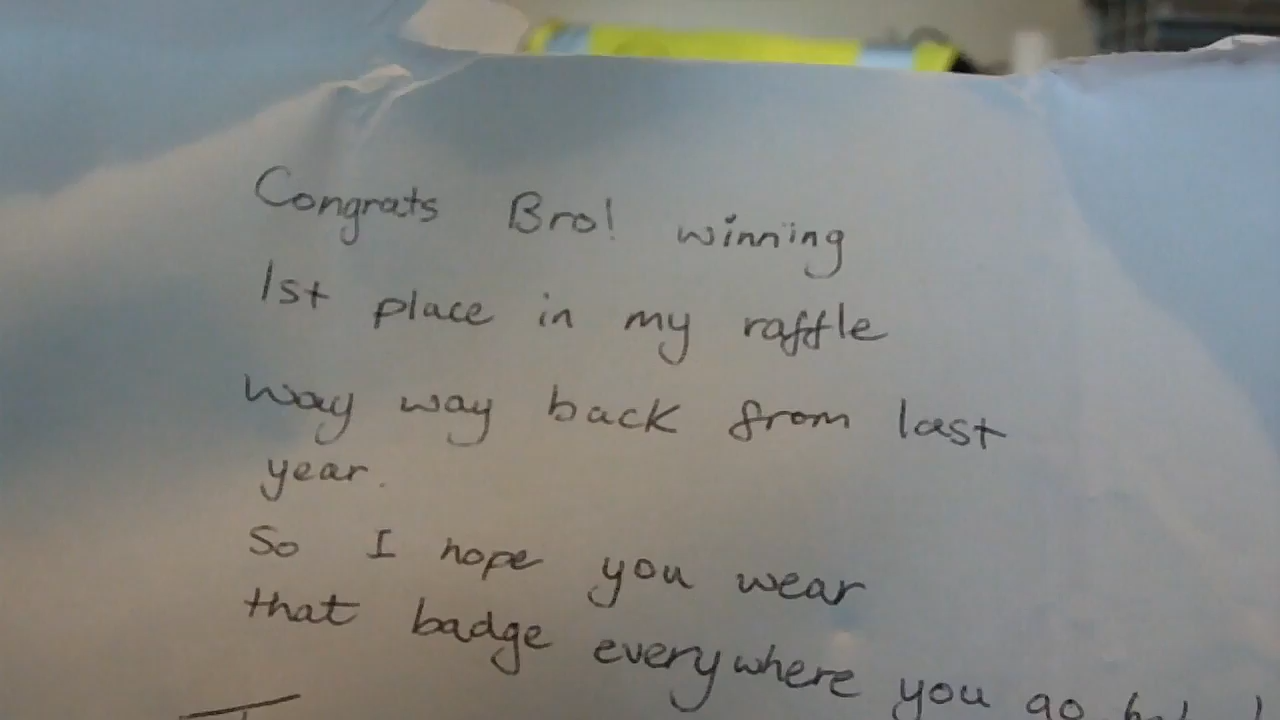 Congrats Bro! winning
1st place in my raffle
way way back from last
year.
So I hope you wear
that badge everywhere you go